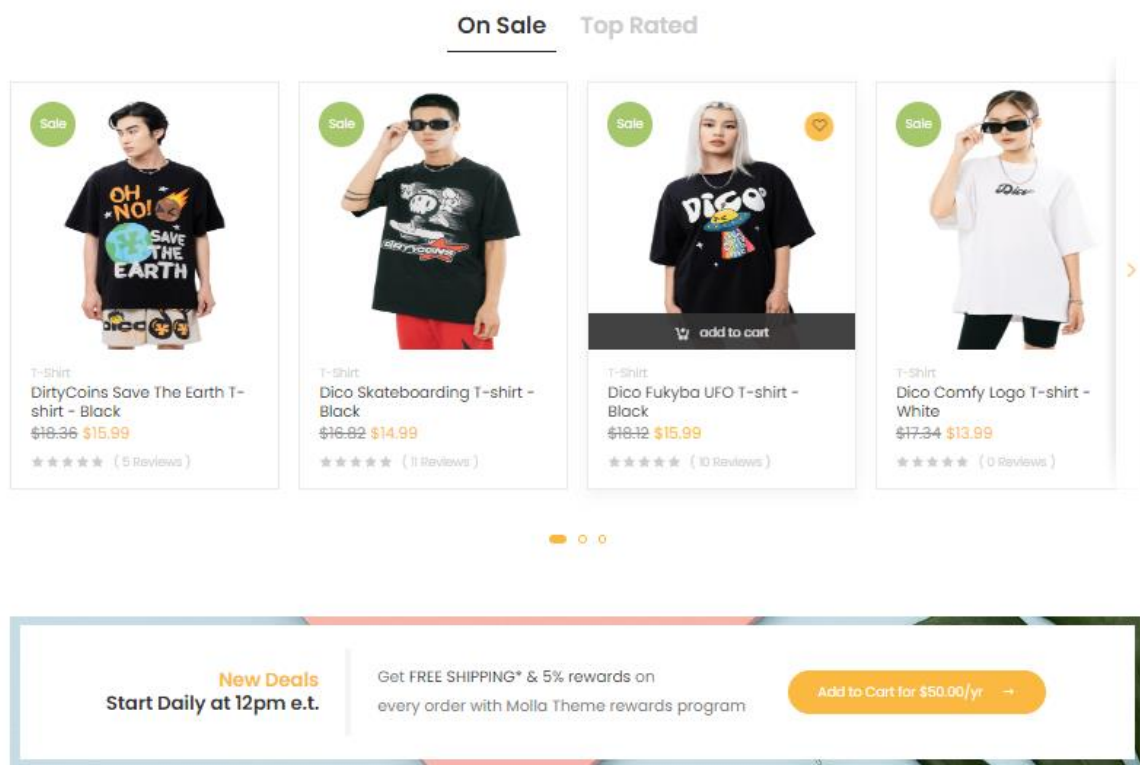 On Sale Top Rated
Sale
OH
NO!
SAVE
THE
EARTH
DICO
T-Shirt
DirtyCoins Save The Earth T-
shirt - Black
$18.36 $15.99
( 5 Reviews )
Sale
DIRTYCOINS
T-Shirt
Dico Skateboarding T-shirt -
Black
$16.82 $14.99
( 11 Reviews )
Sale
DiCO
add to cart
T-Shirt
Dico Fukyba UFO T-shirt -
Black
$18.12 $15.99
( 10 Reviews )
Sale
Dico
T-Shirt
Dico Comfy Logo T-shirt -
White
$17.34 $13.99
( 0 Reviews )
New Deals
Start Daily at 12pm e.t.
Get FREE SHIPPING* & 5% rewards on
every order with Molla Theme rewards program
Add to Cart for $50.00/yr →